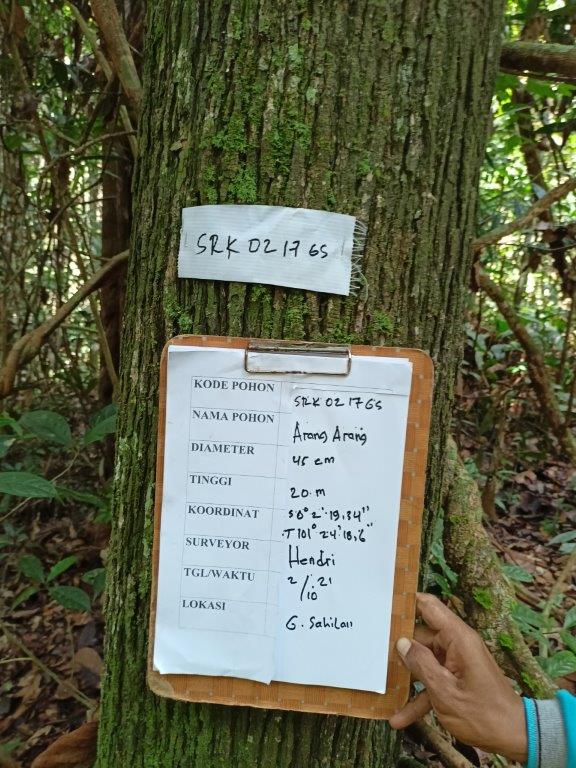 SRK 02 17 GS
KODE POHON SRK 02 17 GS
NAMA POHON Arang Arang
DIAMETER 45 cm
TINGGI 20 m
KOORDINAT S 0° 2' 19,34"
T 101° 24' 18,6"
SURVEYOR Hendri
TGL/WAKTU 2/10 21
LOKASI G. Sahilan